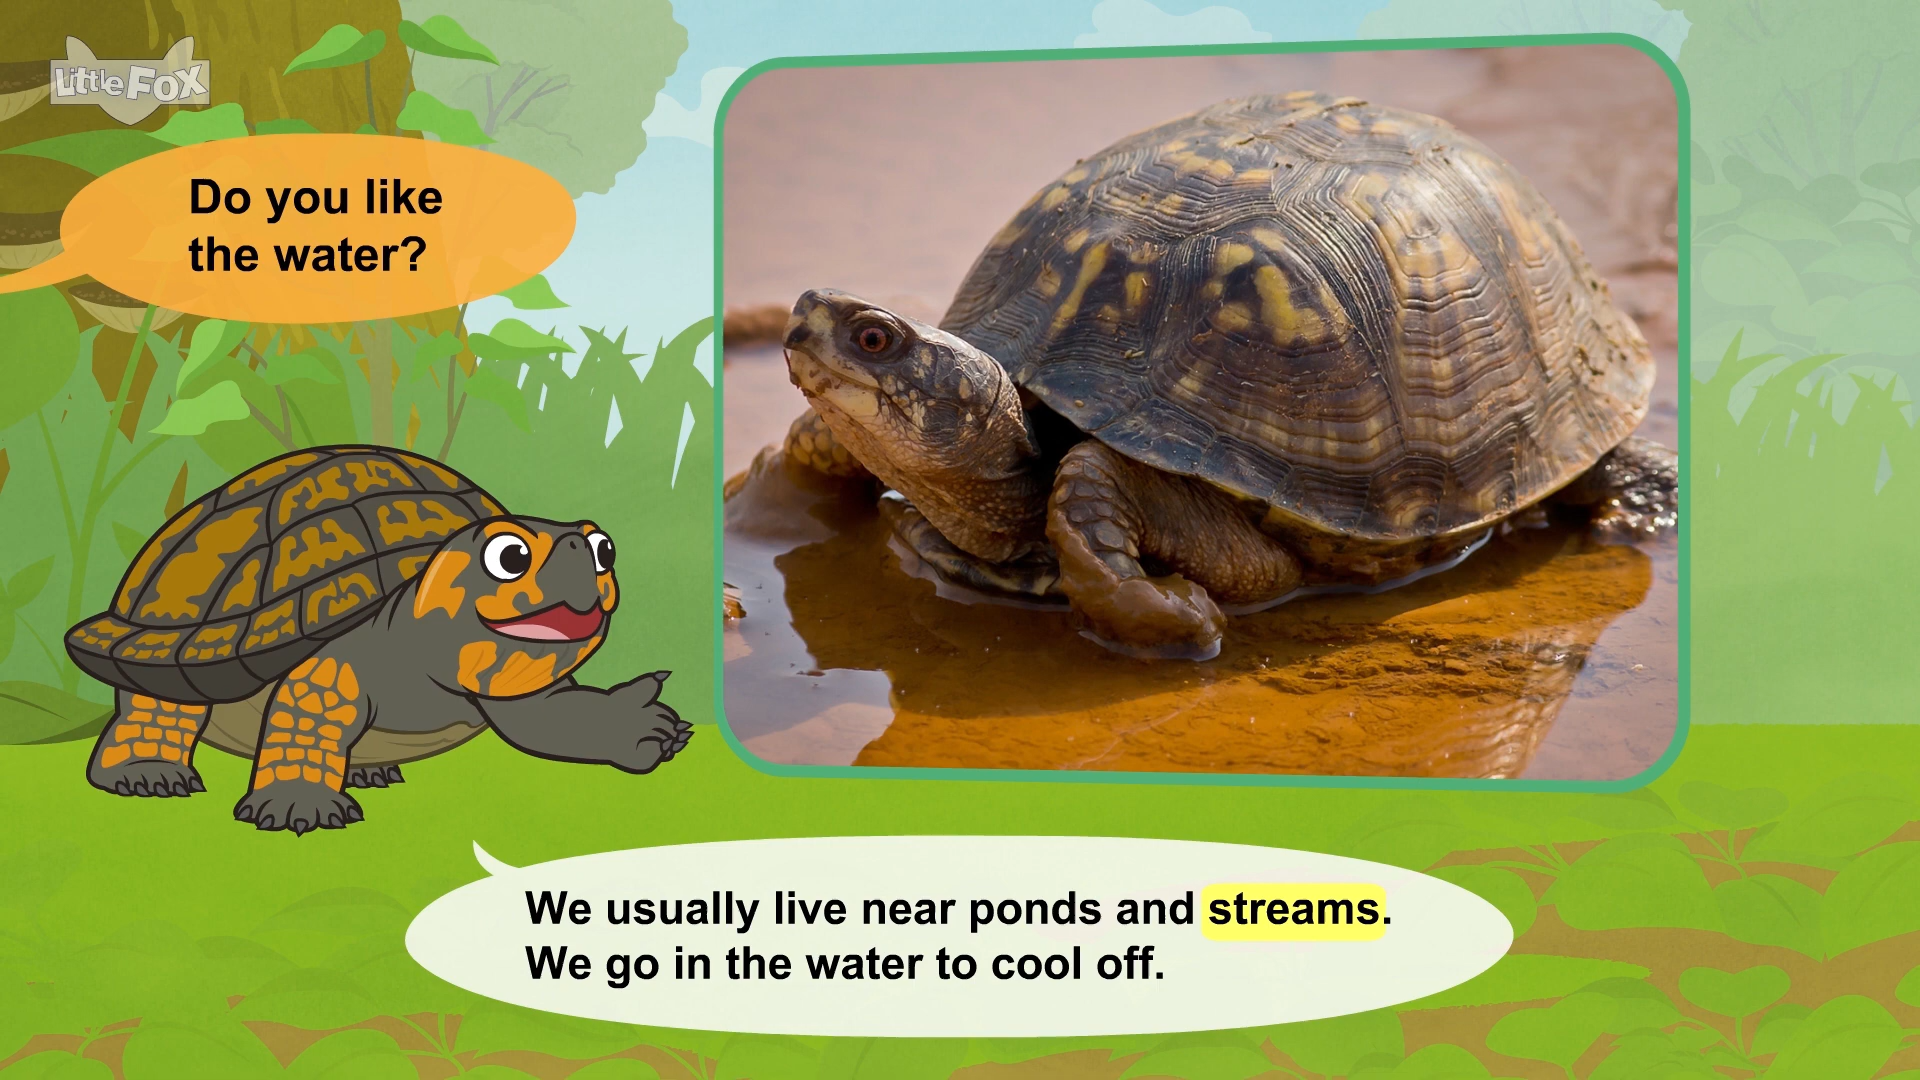 Little Fox
Do you like
the water?
We usually live near ponds and streams.
We go in the water to cool off.